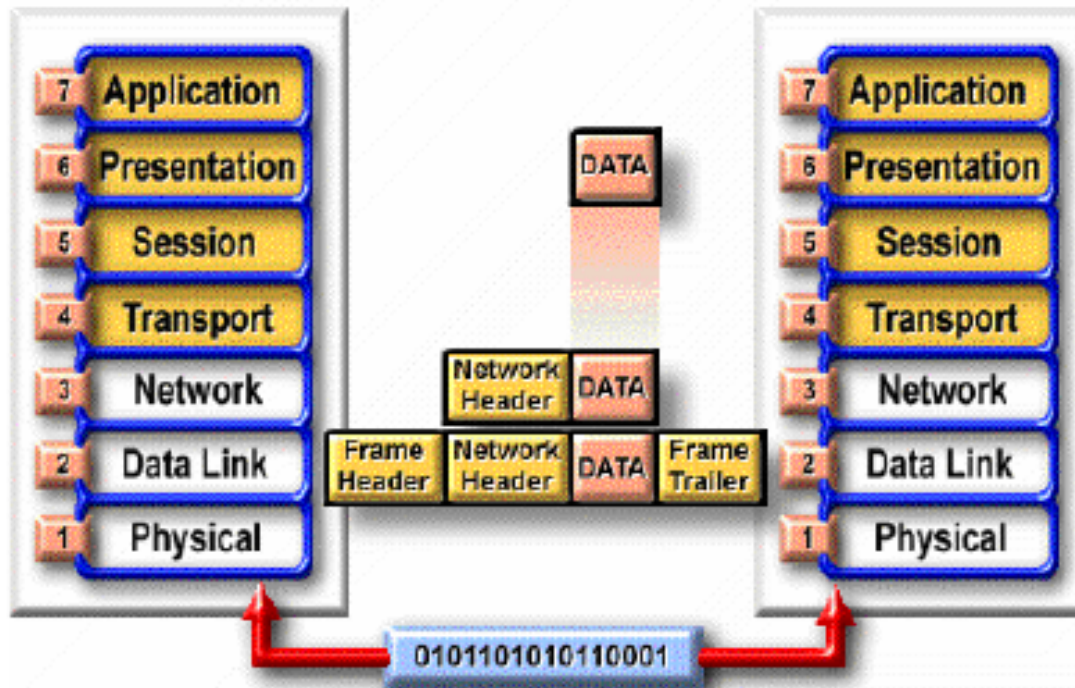 7 Application
6 Presentation
5 Session
4 Transport
3 Network
2 Data Link
1 Physical
DATA
Network Header DATA
Frame Header Network Header DATA Frame Trailer
7 Application
6 Presentation
5 Session
4 Transport
3 Network
2 Data Link
1 Physical
0101101010110001